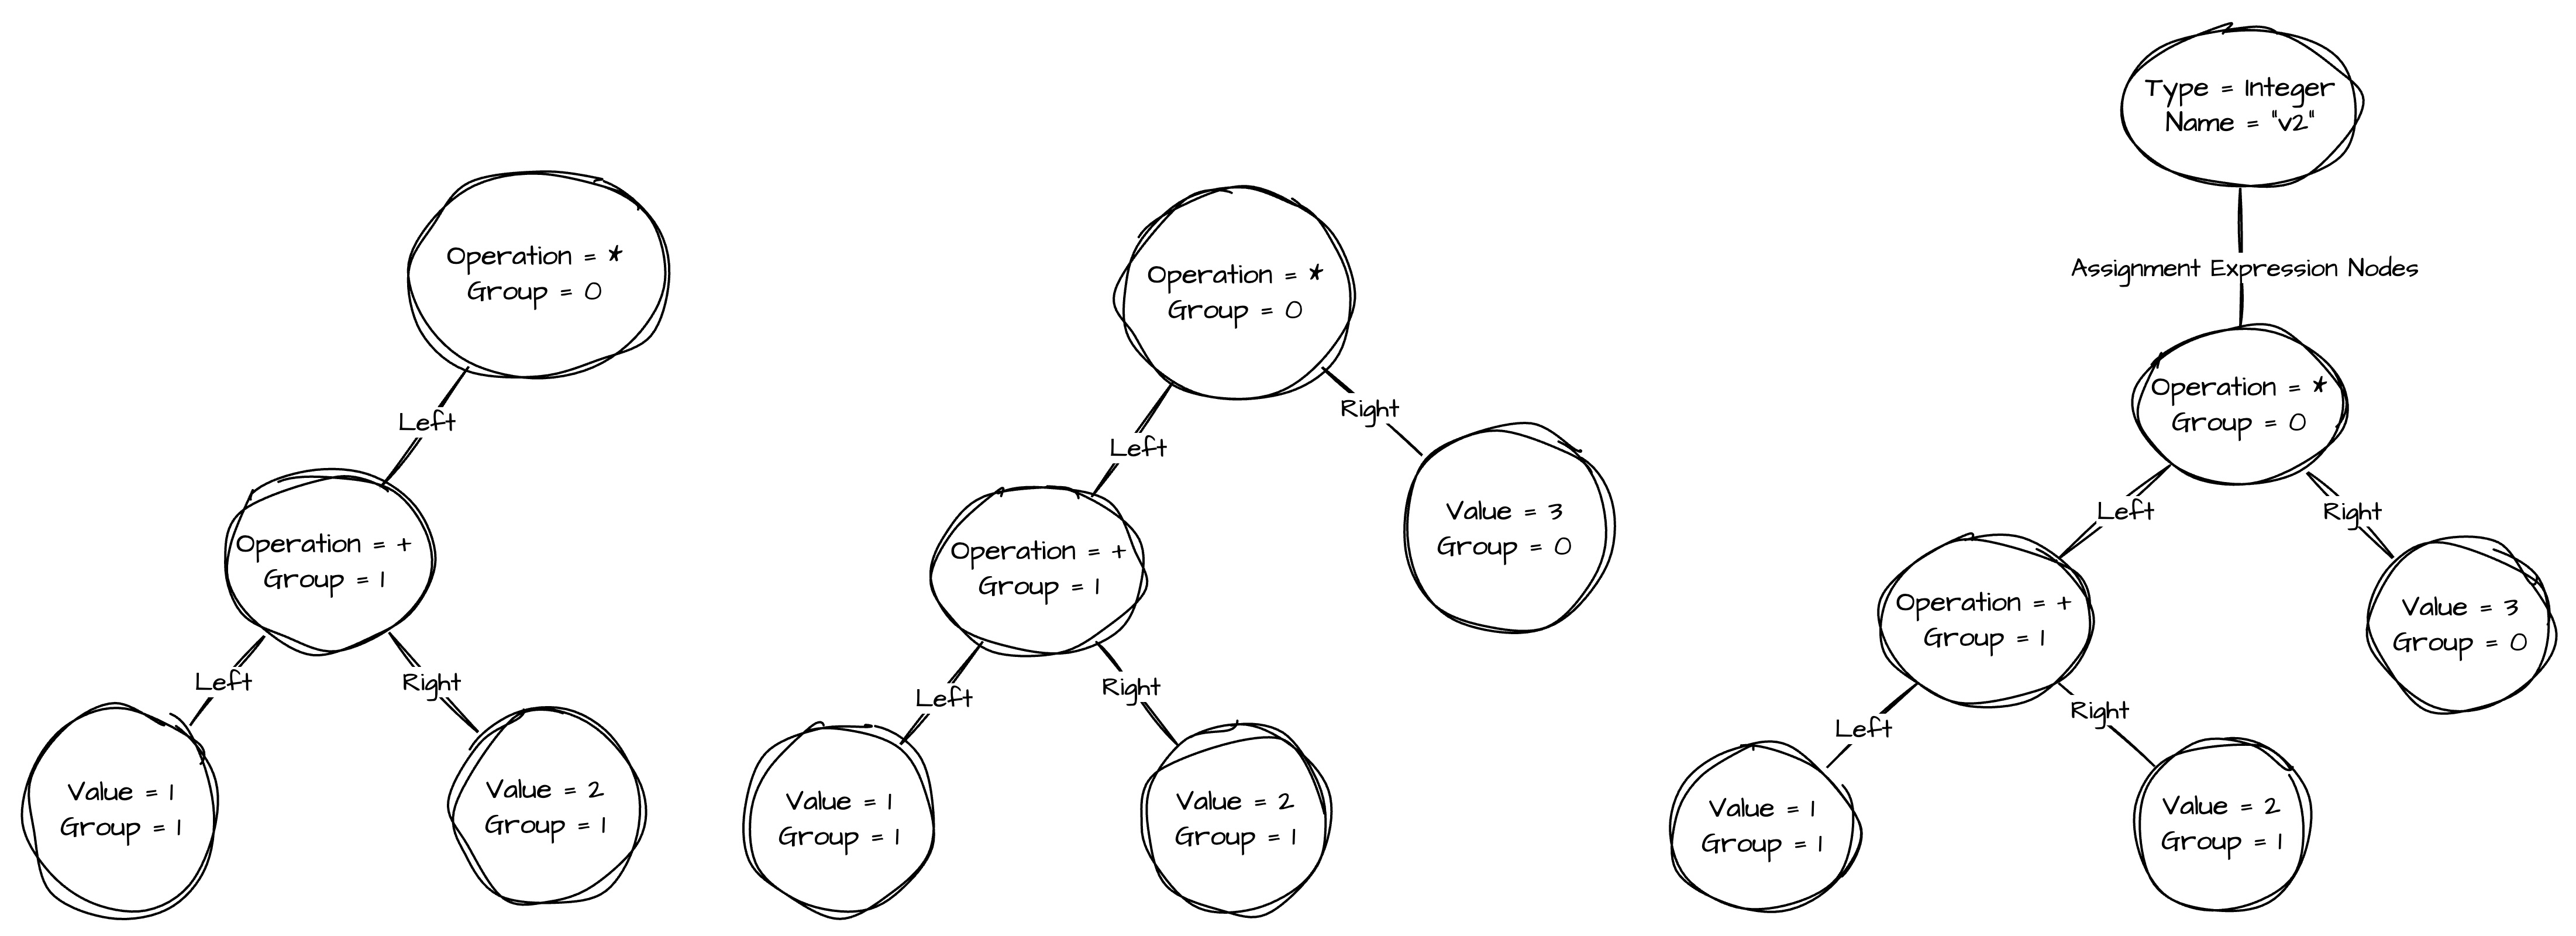 Operation = *
Group = 0
Left
Operation = +
Group = 1
Left
Right
Value = 1
Group = 1
Value = 2
Group = 1
Operation = *
Group = 0
Left
Right
Operation = +
Group = 1
Value = 3
Group = 0
Left
Right
Value = 1
Group = 1
Value = 2
Group = 1
Type = Integer
Name = "v2"
Assignment Expression Nodes
Operation = *
Group = 0
Left
Right
Operation = +
Group = 1
Value = 3
Group = 0
Left
Right
Value = 1
Group = 1
Value = 2
Group = 1